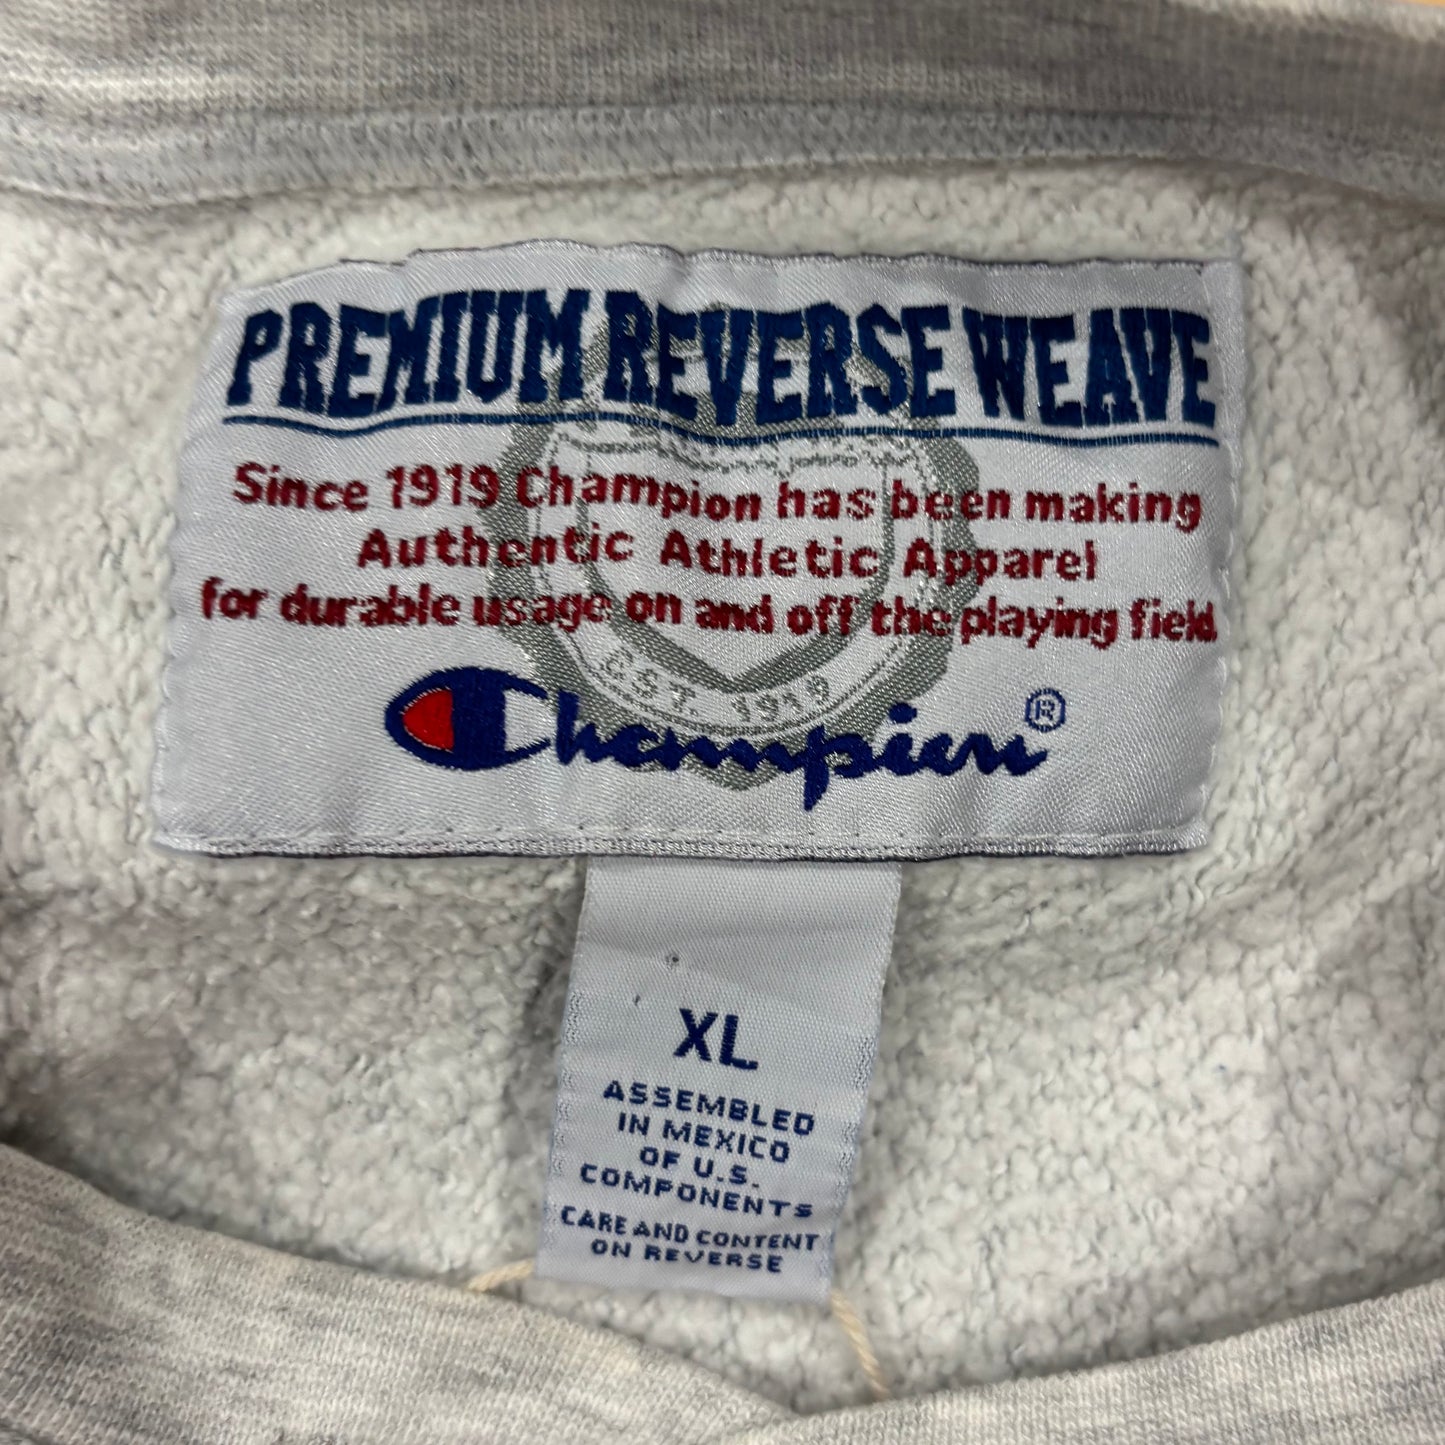 PREMIUM REVERSE WEAVE
Since 1919 Champion has been making
Authentic Athletic Apparel
for durable usage on and off the playing field.
EST. 1919
Champion®
XL
ASSEMBLED
IN MEXICO
OF U.S.
COMPONENTS
CARE AND CONTENT
ON REVERSE